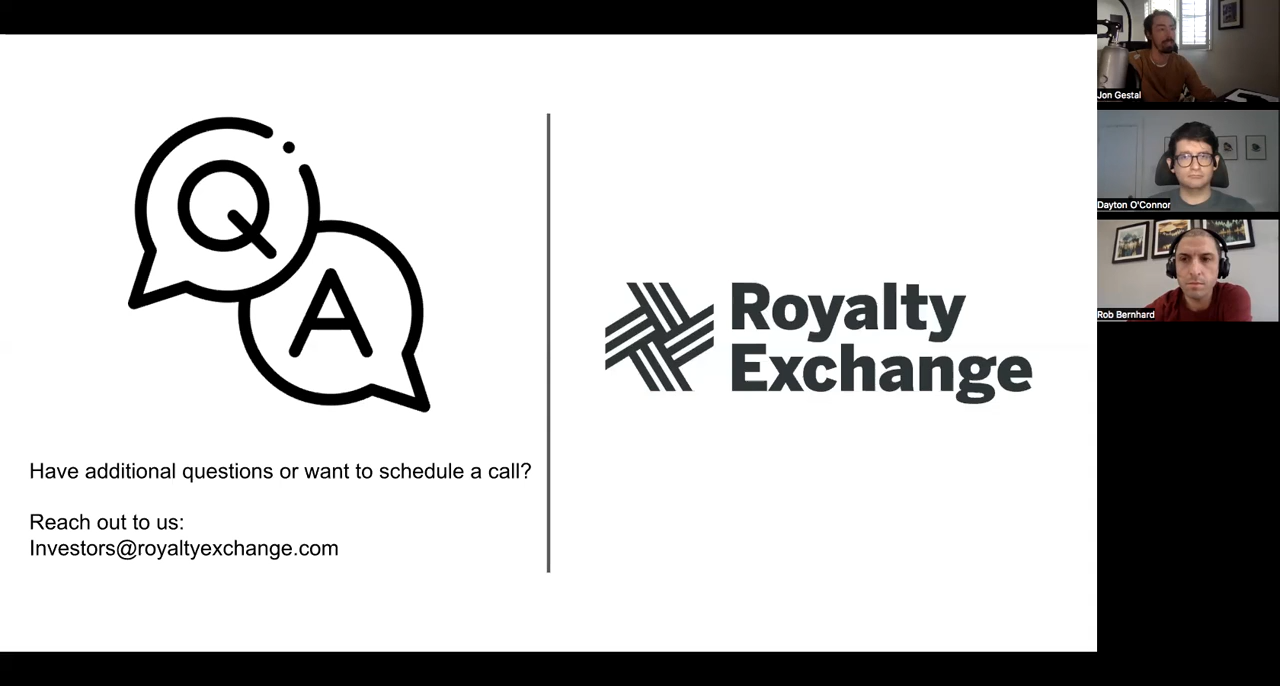 Q
A
Have additional questions or want to schedule a call?
Reach out to us:
Investors@royaltyexchange.com
Royalty
Exchange
Jon Gestal
Dayton O'Connor
Rob Bernhard